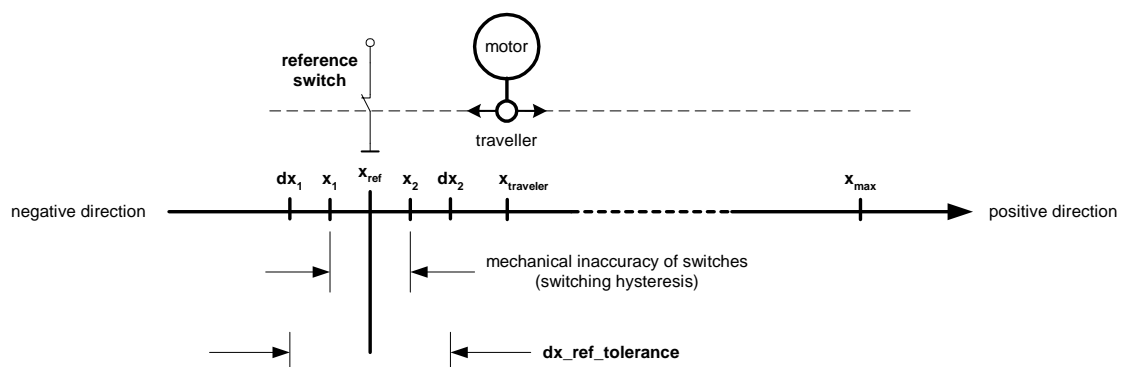 motor
reference
switch
traveller
dx1 x1 xref x2 dx2 xtraveler xmax
negative direction
positive direction
mechanical inaccuracy of switches
(switching hysteresis)
dx_ref_tolerance